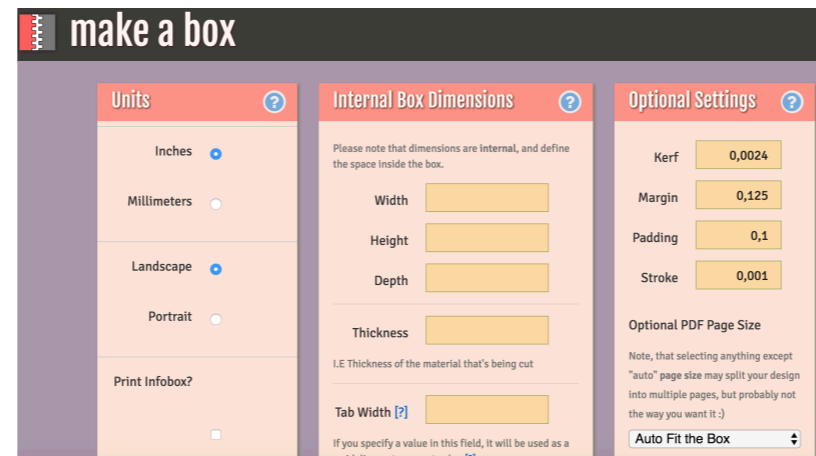 make a box
Units
Inches
Millimeters
Landscape
Portrait
Print Infobox?
Internal Box Dimensions
Please note that dimensions are internal, and define
the space inside the box.
Width
Height
Depth
Thickness
I.E Thickness of the material that's being cut
Tab Width [?]
If you specify a value in this field, it will be used as a
Optional Settings
Kerf 0,0024
Margin 0,125
Padding 0,1
Stroke 0,001
Optional PDF Page Size
Note, that selecting anything except
"auto" page size may split your design
into multiple pages, but probably not
the way you want it :)
Auto Fit the Box